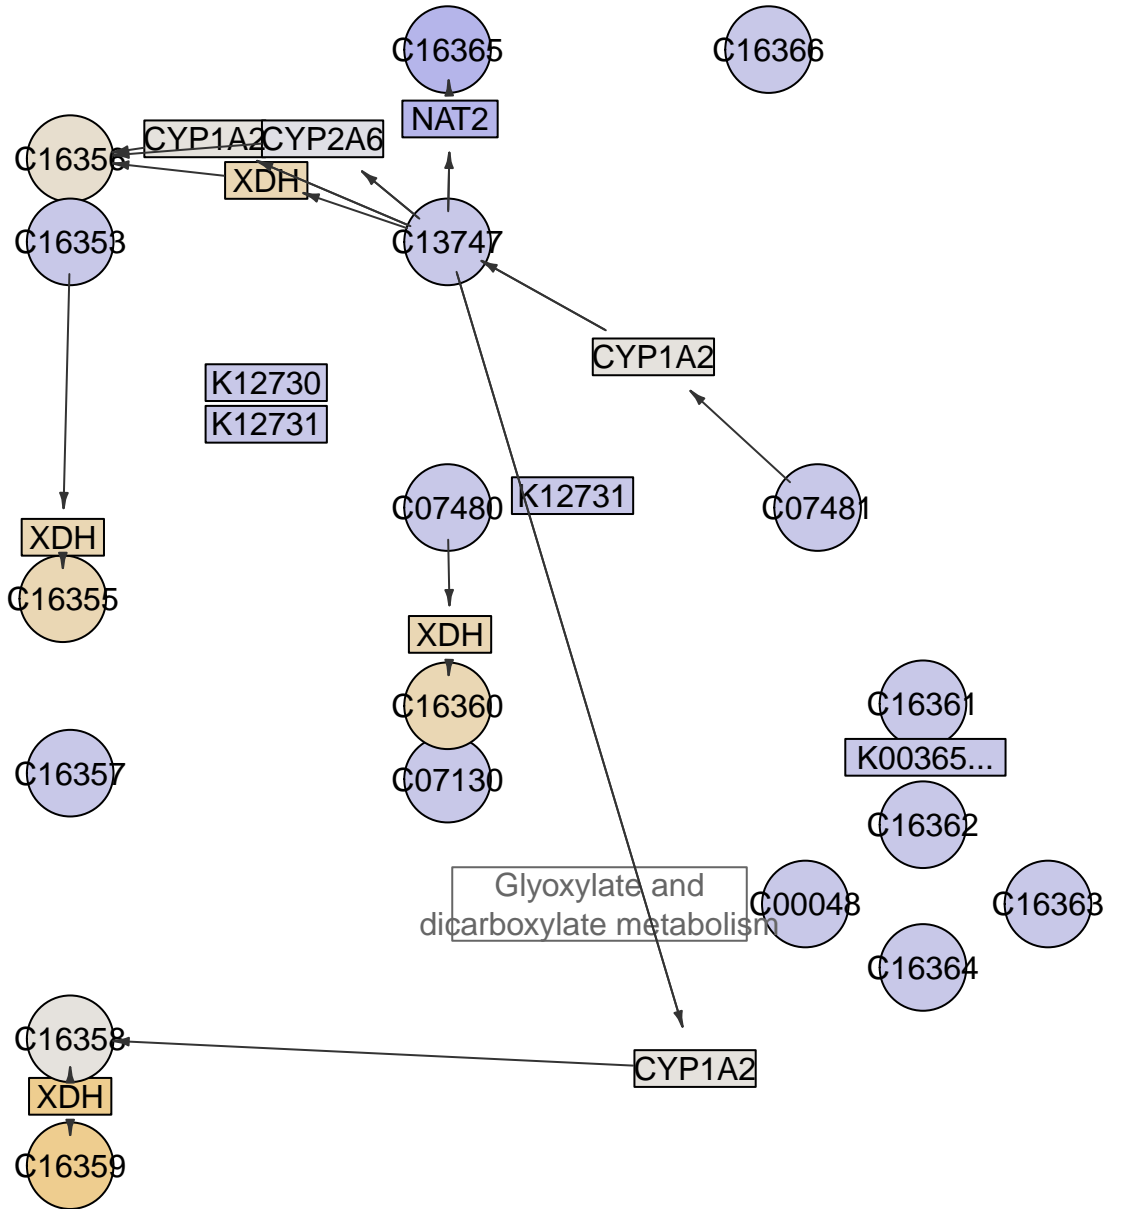 C16365
C16366
NAT2
CYP1A2
CYP2A6
C16356
XDH
C16353
C13747
CYP1A2
K12730
K12731
C07480
K12731
C07481
XDH
C16355
XDH
C16360
C16361
K00365...
C16357
C07130
C16362
Glyoxylate and
dicarboxylate metabolism
C00048
C16363
C16364
C16358
CYP1A2
XDH
C16359